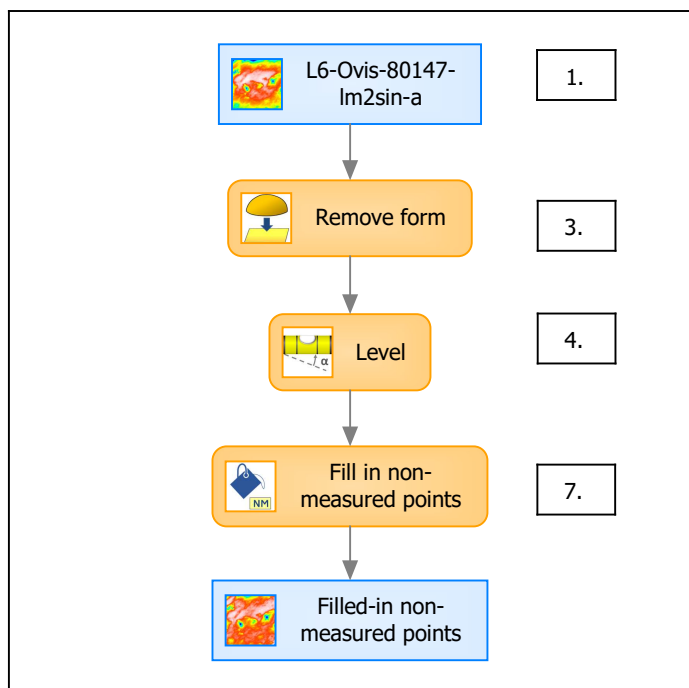 L6-Ovis-80147-
lm2sin-a
1.
Remove form
3.
α
Level
4.
Fill in non-
measured points
NM
7.
Filled-in non-
measured points